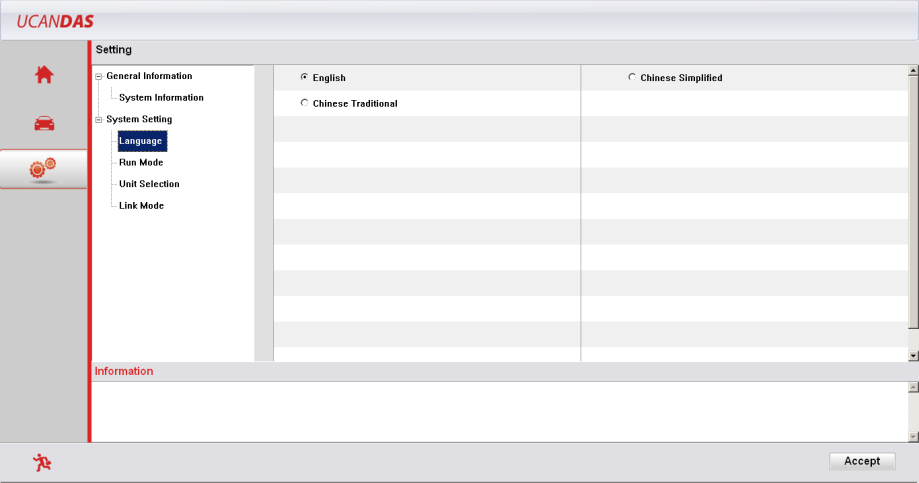 UCANDAS
Setting
General Information
System Information
System Setting
Language
Run Mode
Unit Selection
Link Mode
English
Chinese Simplified
Chinese Traditional
Information
Accept